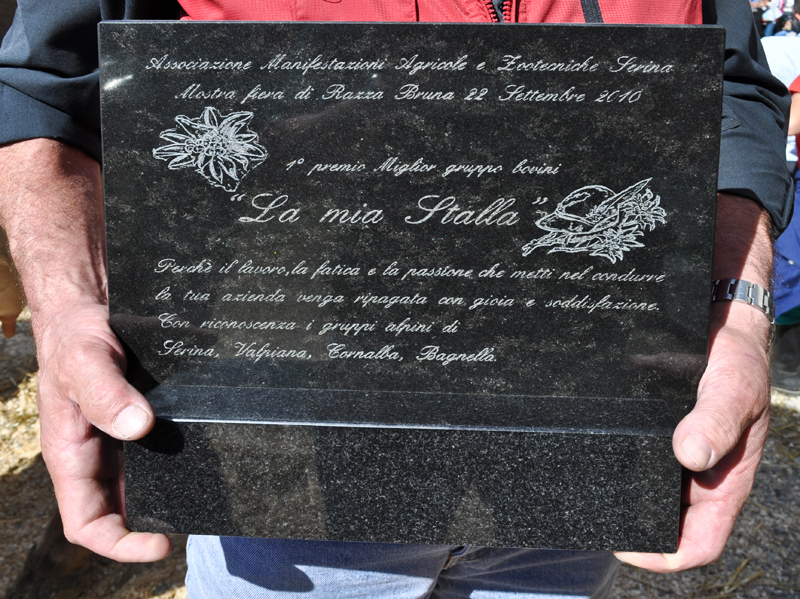 Associazione Manifestazioni Agricole e Zootecniche Serina
Mostra fiera di Razza Bruna 22 Settembre 2010
1° premio Miglior gruppo bovini
"La mia Stalla"
Perchè il lavoro, la fatica e la passione, che metti nel condurre
la tua azienda venga ripagata con gioia e soddisfazione.
Con riconoscenza i gruppi alpini di
Serina, Valpiana, Cornalba, Bagnella.